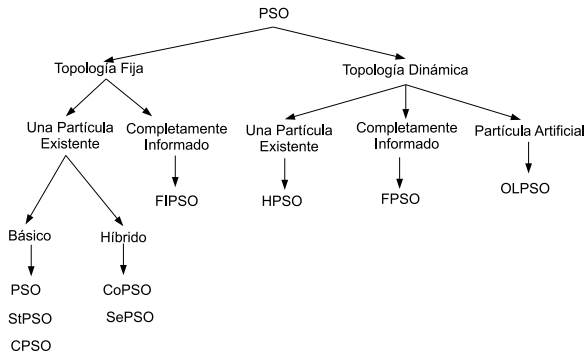 PSO
Topología Fija
Topología Dinámica
Una Partícula
Existente
Completamente
Informado
Una Partícula
Existente
Completamente
Informado
Partícula Artificial
FIPSO
HPSO
FPSO
OLPSO
Básico
Híbrido
PSO
StPSO
CPSO
CoPSO
SePSO